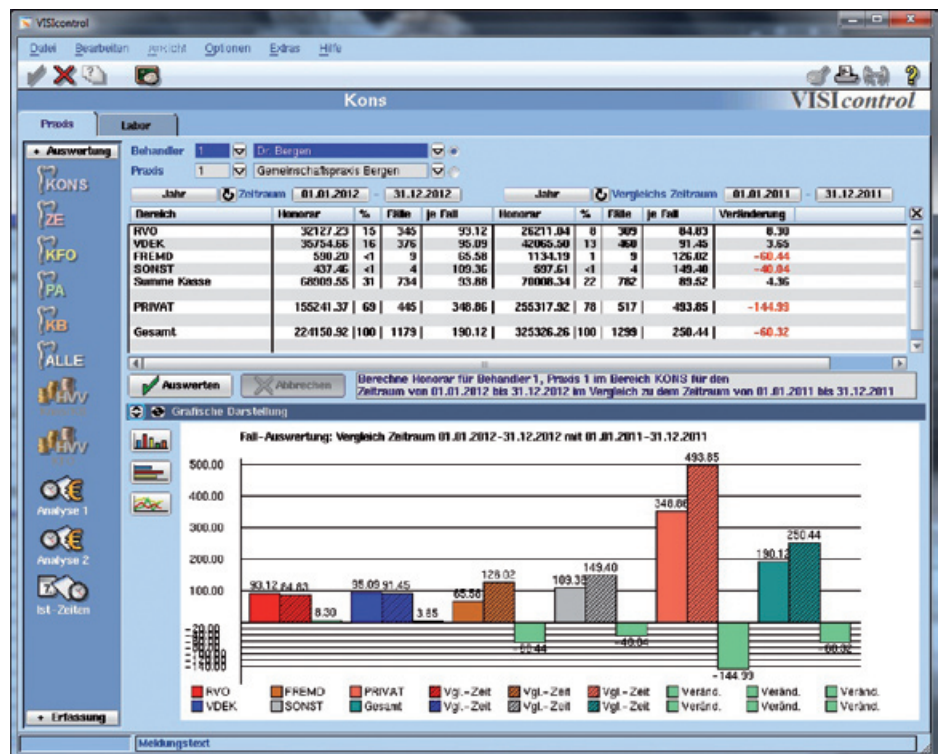 VISIcontrol
Datei Bearbeiten Ansicht Optionen Extras Hilfe
Kons
VISIcontrol
Praxis Labor
+ Auswertung
KONS
ZE
KFO
PA
KB
ALLE
HVV
HVV
Analyse 1
Analyse 2
Ist-Zeiten
+ Erfassung
Behandler 1 Dr. Bergen
Praxis 1 Gemeinschaftspraxis Bergen
Jahr Zeitraum 01.01.2012 - 31.12.2012 Jahr Vergleichs Zeitraum 01.01.2011 - 31.12.2011
Bereich Honorar % Fälle je Fall Honorar % Fälle je Fall Veränderung
RVO 32127.23 15 345 93.12 26211.04 8 309 84.83 8.30
VDEK 35754.66 16 376 95.09 42065.50 13 460 91.45 3.65
FREMD 590.20 <1 9 65.58 1134.19 1 9 126.02 -60.44
SONST 437.46 <1 4 109.36 597.61 <1 4 149.40 -40.04
Summe Kasse 68909.55 31 734 93.88 70008.34 22 782 89.52 4.36
PRIVAT 155241.37 69 445 348.86 255317.92 78 517 493.85 -144.99
Gesamt 224150.92 100 1179 190.12 325326.26 100 1299 250.44 -60.32
Auswerten Abbrechen
Berechne Honorar für Behandler 1, Praxis 1 im Bereich KONS für den
Zeitraum von 01.01.2012 bis 31.12.2012 im Vergleich zu dem Zeitraum von 01.01.2011 bis 31.12.2011
Grafische Darstellung
Fall-Auswertung: Vergleich Zeitraum 01.01.2012-31.12.2012 mit 01.01.2011-31.12.2011
500.00
400.00
300.00
200.00
100.00
-20.00
-140.00
93.12 84.83 8.30
95.09 91.45 3.65
65.58 126.02 -60.44
109.36 149.40 -40.04
348.86 493.85 -144.99
190.12 250.44 -60.32
RVO FREMD PRIVAT Vgl.-Zeit Vgl.-Zeit Vgl.-Zeit Veränd. Veränd. Veränd.
VDEK SONST Gesamt Vgl.-Zeit Vgl.-Zeit Vgl.-Zeit Veränd. Veränd. Veränd.
Meldungstext